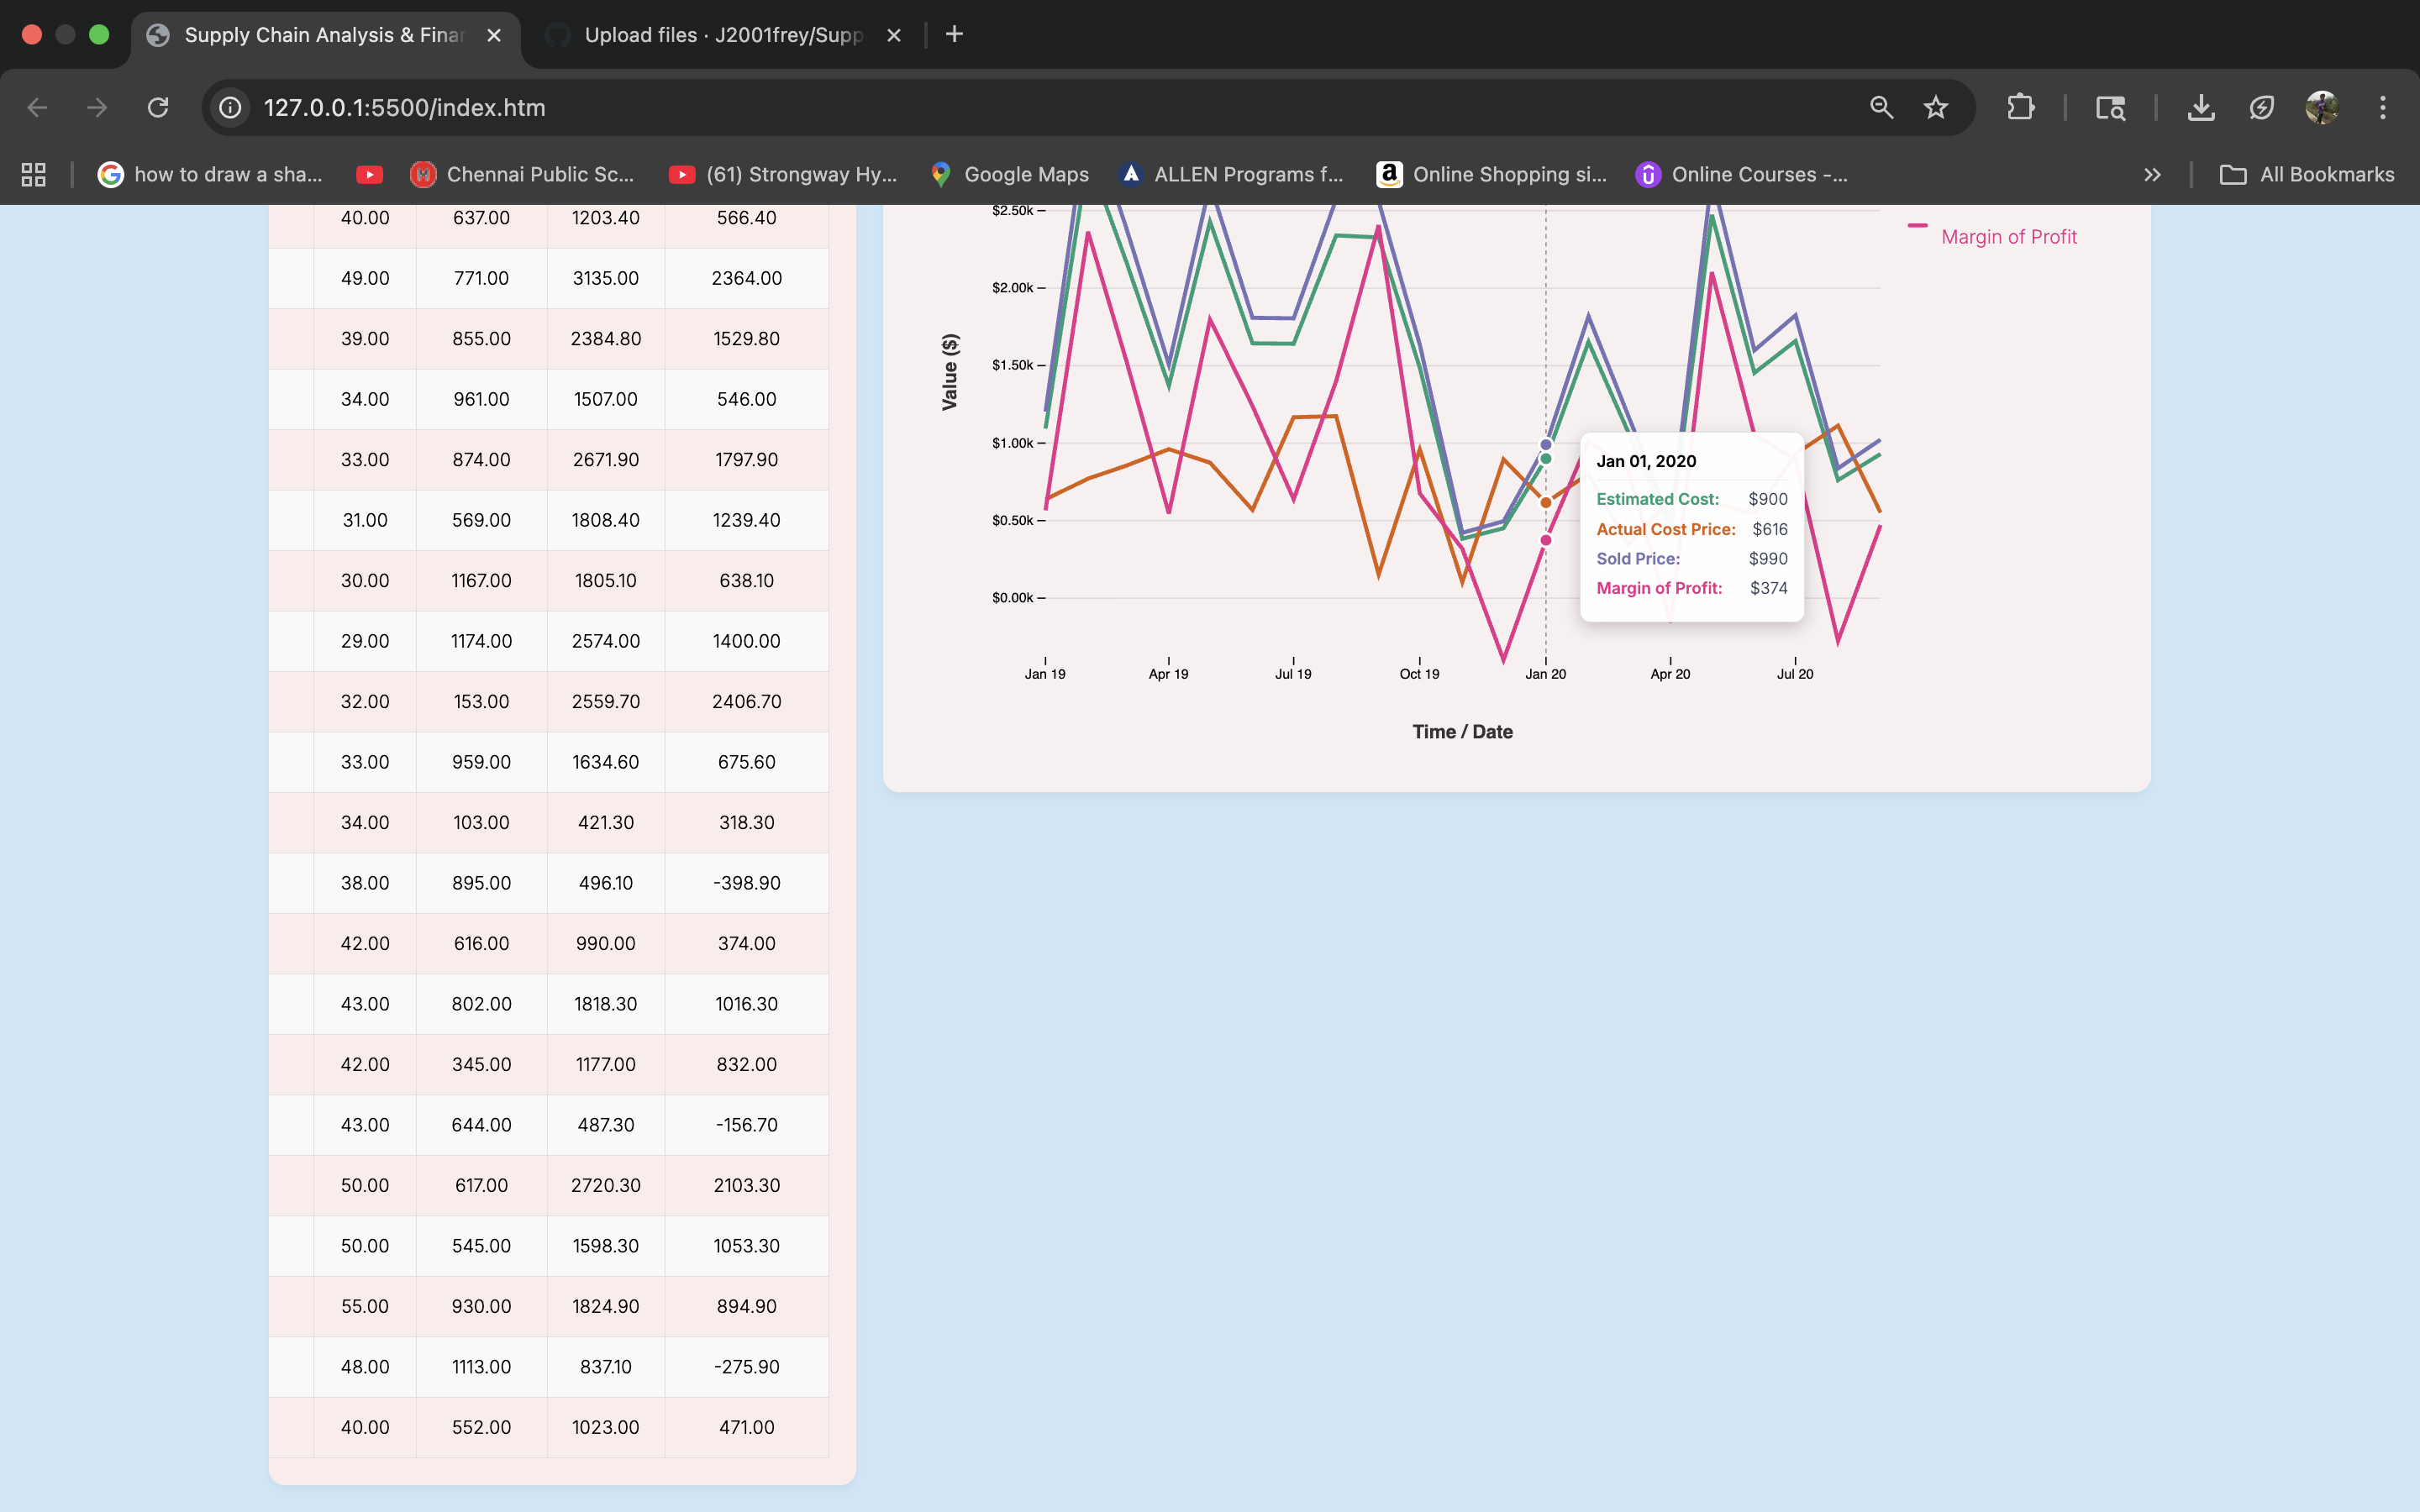 Supply Chain Analysis & Finan
Upload files · J2001frey/Supp
127.0.0.1:5500/index.htm
how to draw a sha...
Chennai Public Sc...
(61) Strongway Hy...
Google Maps
ALLEN Programs f...
Online Shopping si...
Online Courses -...
All Bookmarks
40.00 637.00 1203.40 566.40
49.00 771.00 3135.00 2364.00
39.00 855.00 2384.80 1529.80
34.00 961.00 1507.00 546.00
33.00 874.00 2671.90 1797.90
31.00 569.00 1808.40 1239.40
30.00 1167.00 1805.10 638.10
29.00 1174.00 2574.00 1400.00
32.00 153.00 2559.70 2406.70
33.00 959.00 1634.60 675.60
34.00 103.00 421.30 318.30
38.00 895.00 496.10 -398.90
42.00 616.00 990.00 374.00
43.00 802.00 1818.30 1016.30
42.00 345.00 1177.00 832.00
43.00 644.00 487.30 -156.70
50.00 617.00 2720.30 2103.30
50.00 545.00 1598.30 1053.30
55.00 930.00 1824.90 894.90
48.00 1113.00 837.10 -275.90
40.00 552.00 1023.00 471.00
Value ($)
$2.50k
$2.00k
$1.50k
$1.00k
$0.50k
$0.00k
Jan 19 Apr 19 Jul 19 Oct 19 Jan 20 Apr 20 Jul 20
Time / Date
Margin of Profit
Jan 01, 2020
Estimated Cost: $900
Actual Cost Price: $616
Sold Price: $990
Margin of Profit: $374